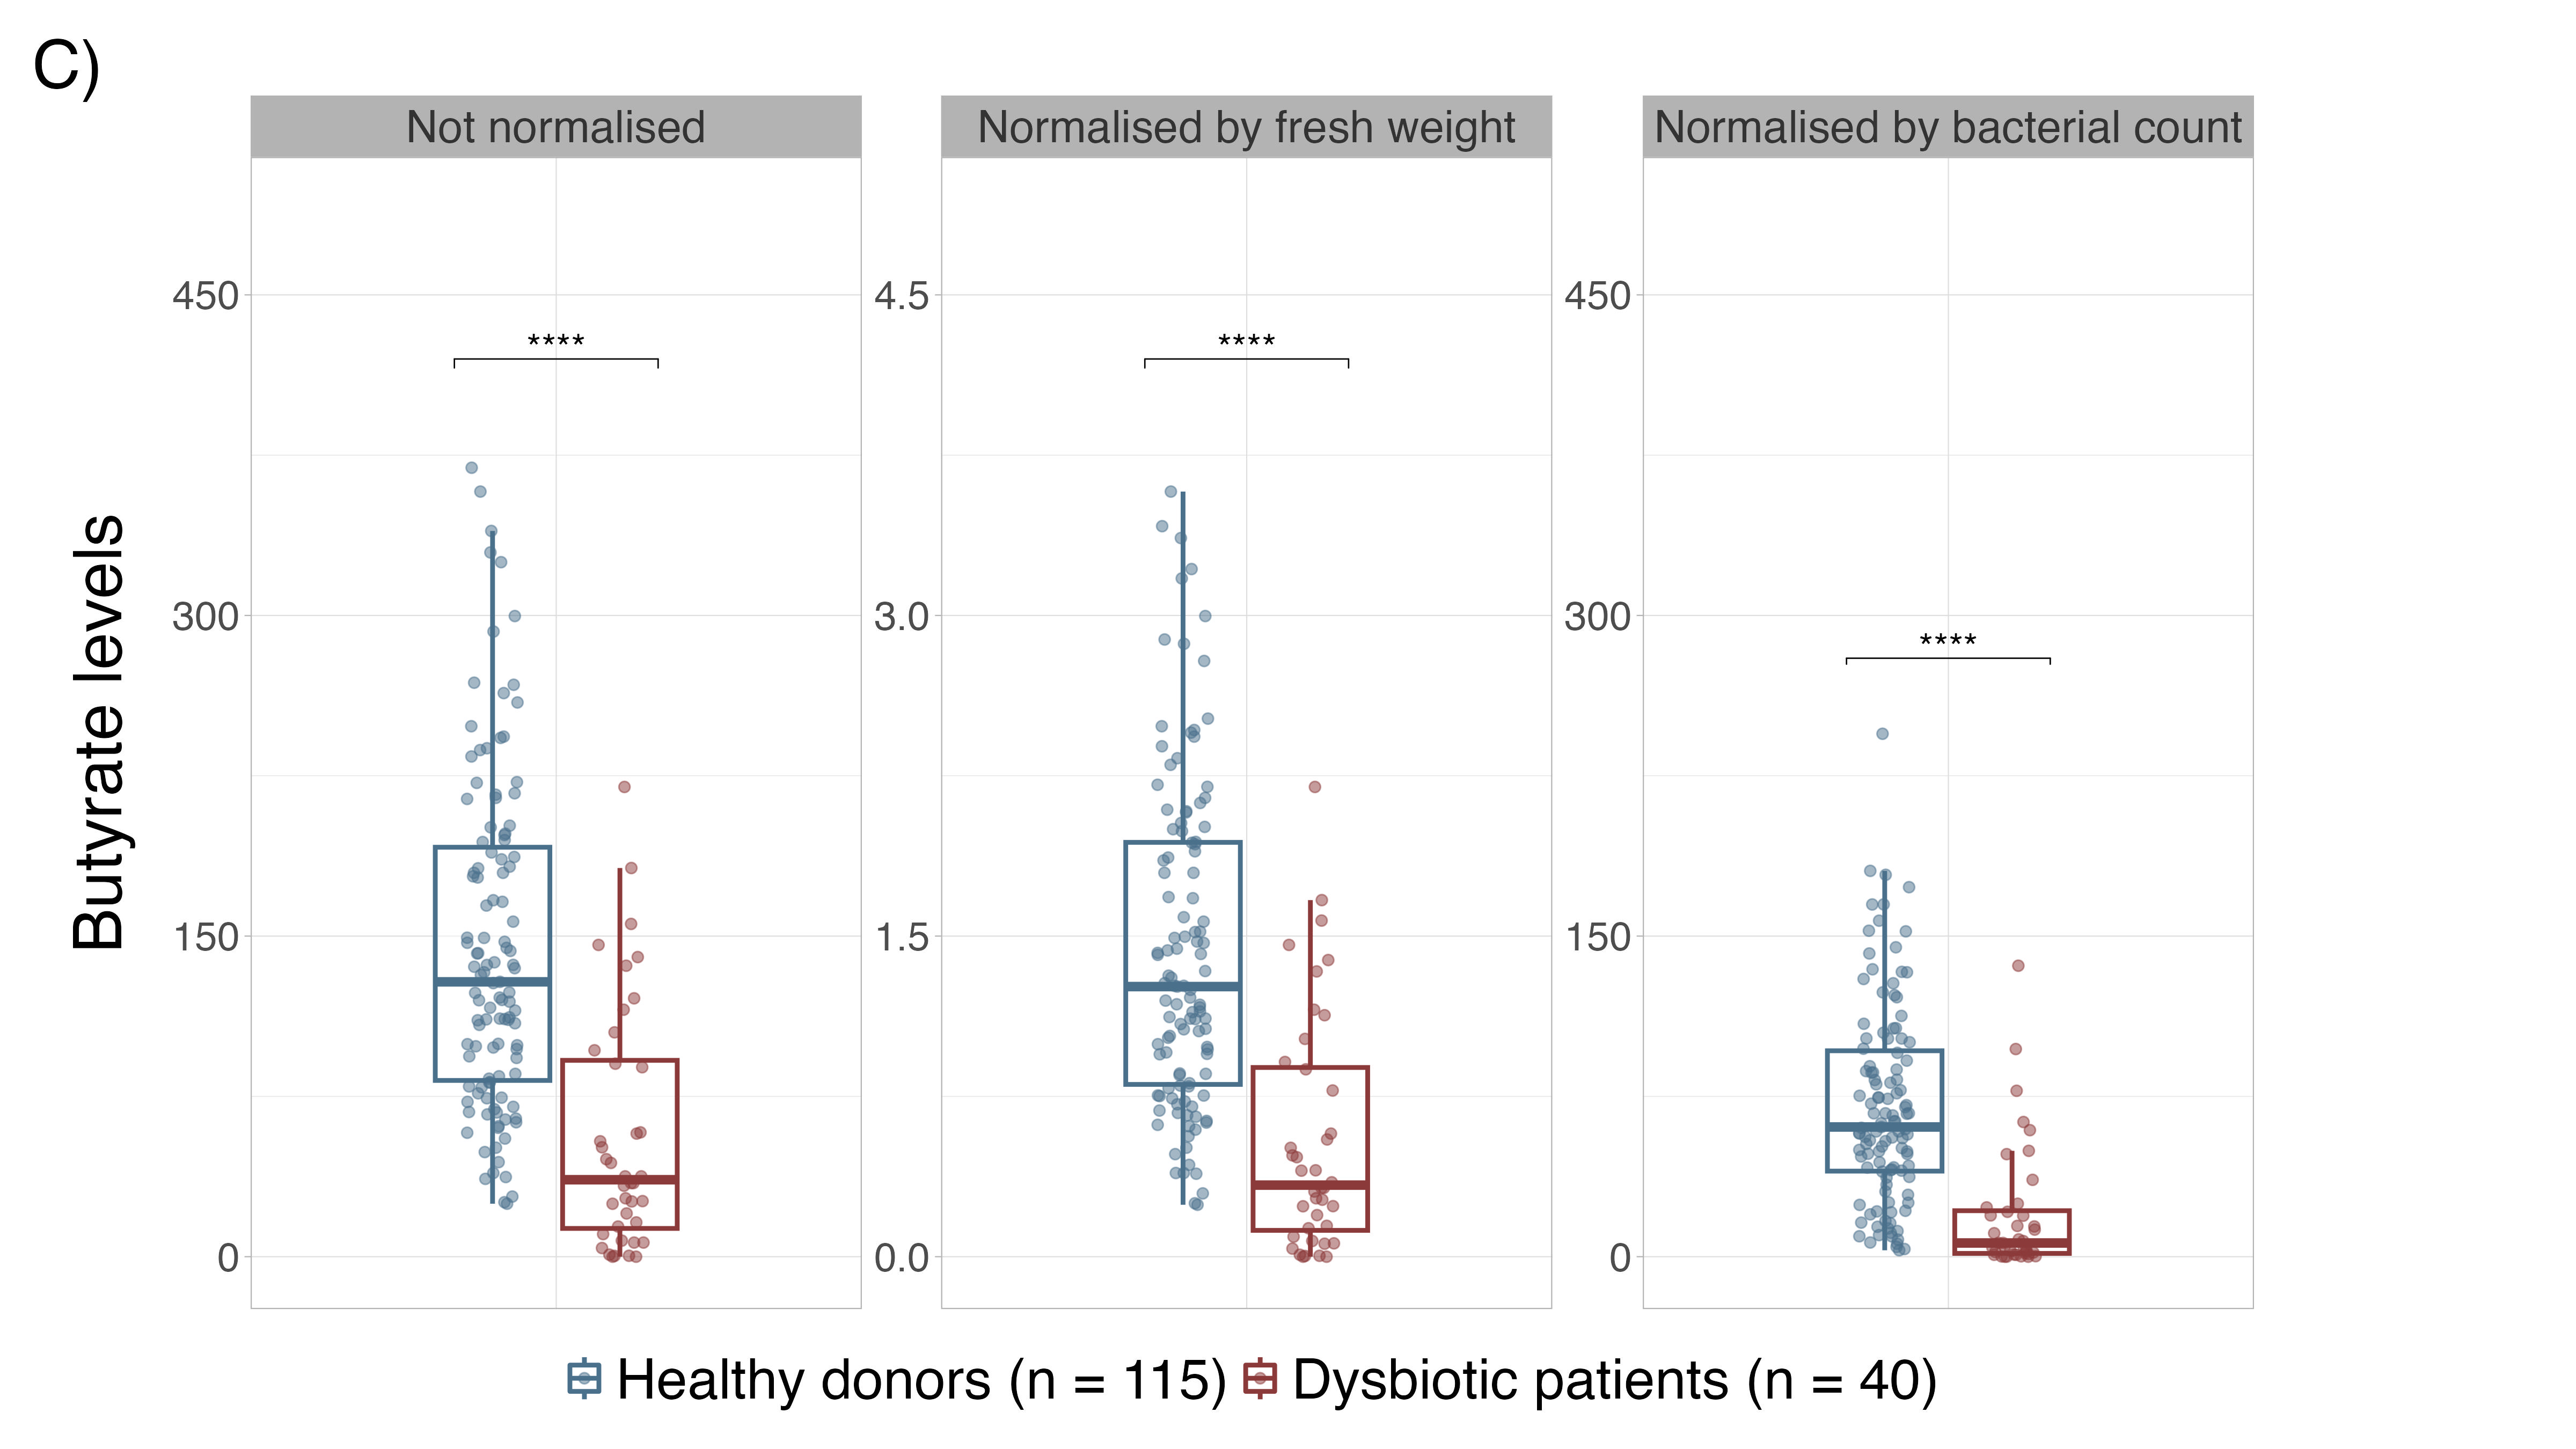 C)
Not normalised
Normalised by fresh weight
Normalised by bacterial count
Butyrate levels
450
300
150
0
****
4.5
3.0
1.5
0.0
****
450
300
150
0
****
Healthy donors (n = 115) Dysbiotic patients (n = 40)